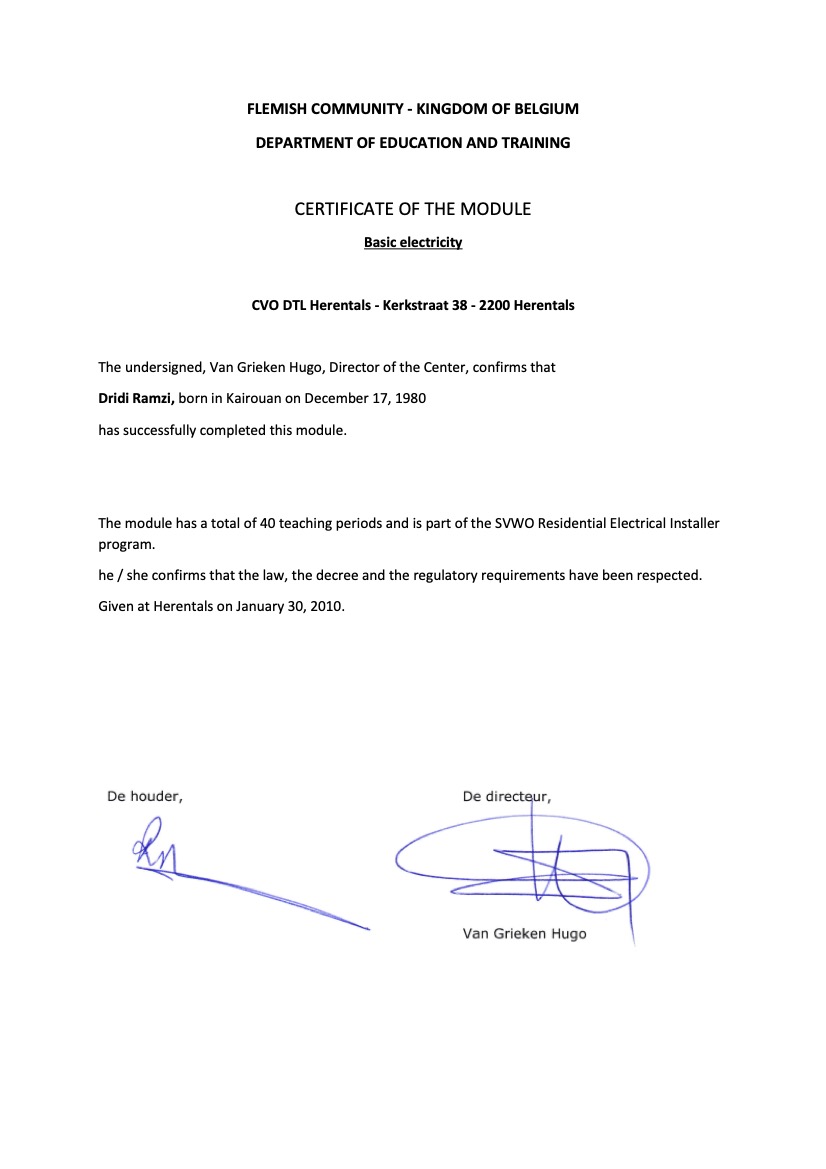 FLEMISH COMMUNITY - KINGDOM OF BELGIUM
DEPARTMENT OF EDUCATION AND TRAINING
CERTIFICATE OF THE MODULE
Basic electricity
CVO DTL Herentals - Kerkstraat 38 - 2200 Herentals
The undersigned, Van Grieken Hugo, Director of the Center, confirms that
Dridi Ramzi, born in Kairouan on December 17, 1980
has successfully completed this module.
The module has a total of 40 teaching periods and is part of the SVWO Residential Electrical Installer
program.
he / she confirms that the law, the decree and the regulatory requirements have been respected.
Given at Herentals on January 30, 2010.
De houder,
De directeur,
Van Grieken Hugo